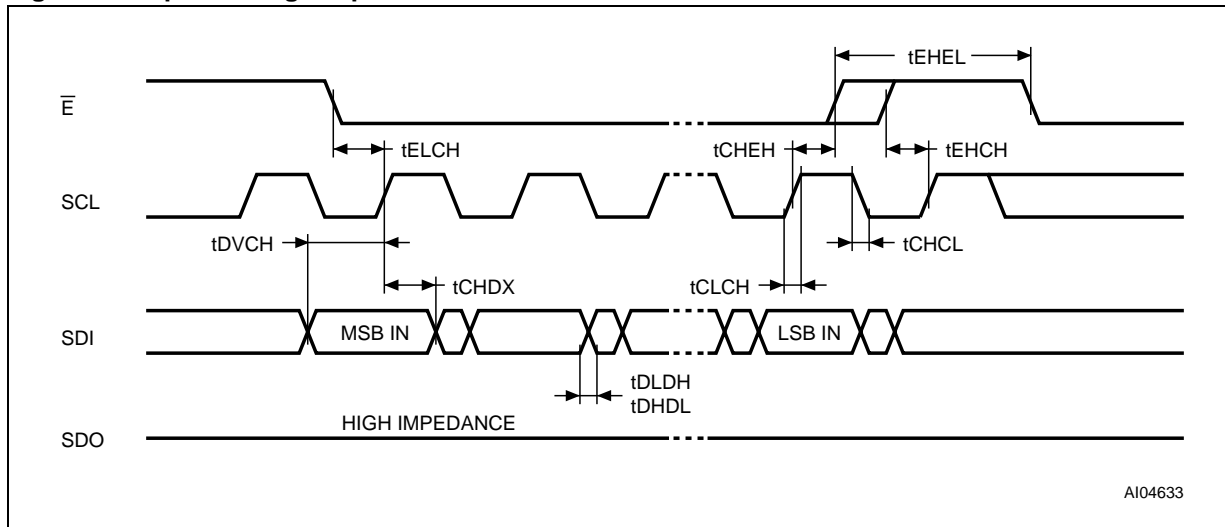 tEHEL
E̅
tELCH
tCHEH
tEHCH
SCL
tDVCH
tCHCL
tCHDX
tCLCH
SDI
MSB IN
LSB IN
tDLDH
tDHDL
HIGH IMPEDANCE
SDO
AI04633